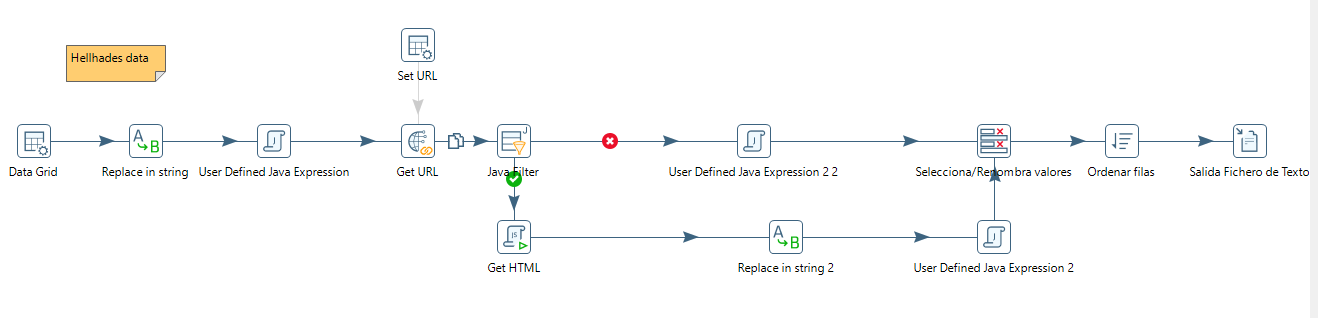 Hellhades data
Set URL
Data Grid
Replace in string
User Defined Java Expression
Get URL
Java Filter
User Defined Java Expression 2 2
Selecciona/Renombra valores
Ordenar filas
Salida Fichero de Texto
Get HTML
Replace in string 2
User Defined Java Expression 2